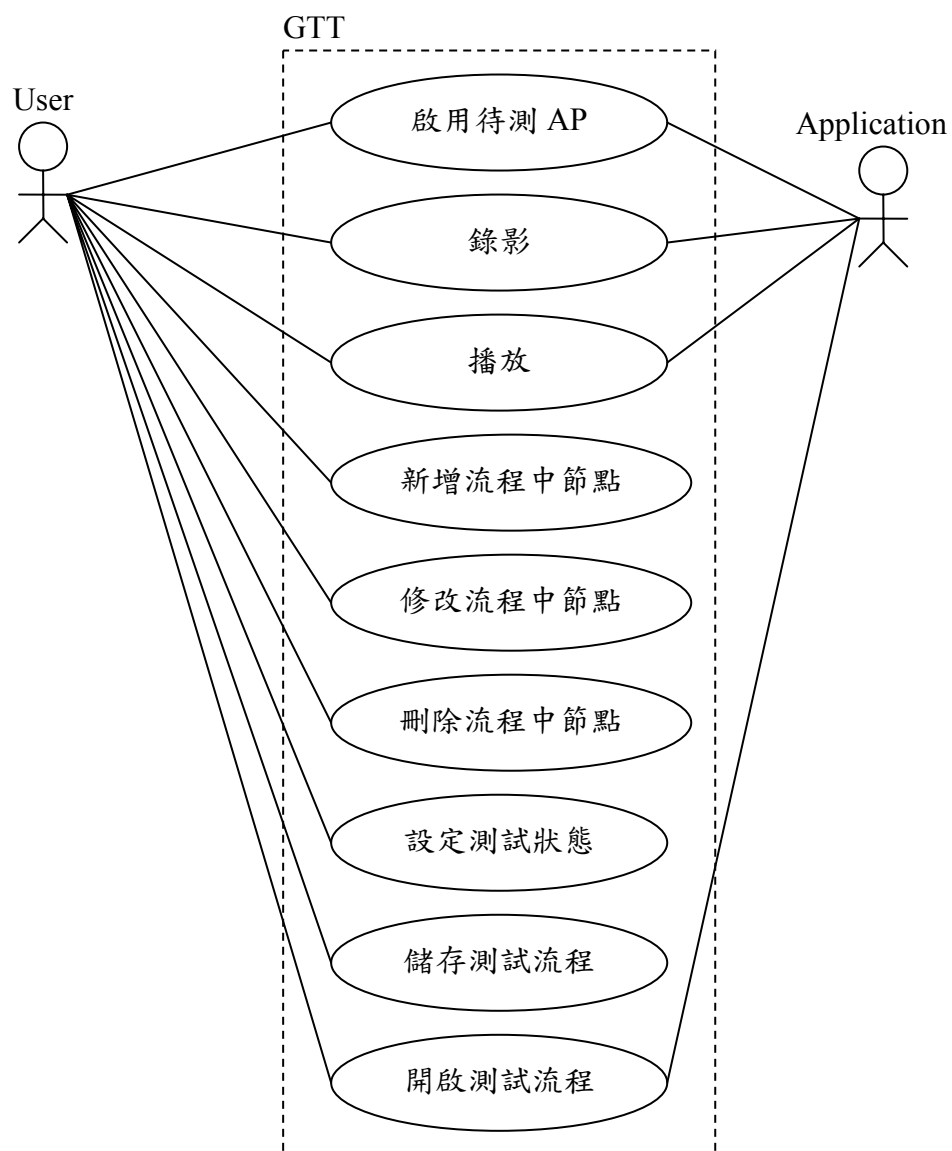 GTT
User
Application
啟用待測 AP
錄影
播放
新增流程中節點
修改流程中節點
刪除流程中節點
設定測試狀態
儲存測試流程
開啟測試流程